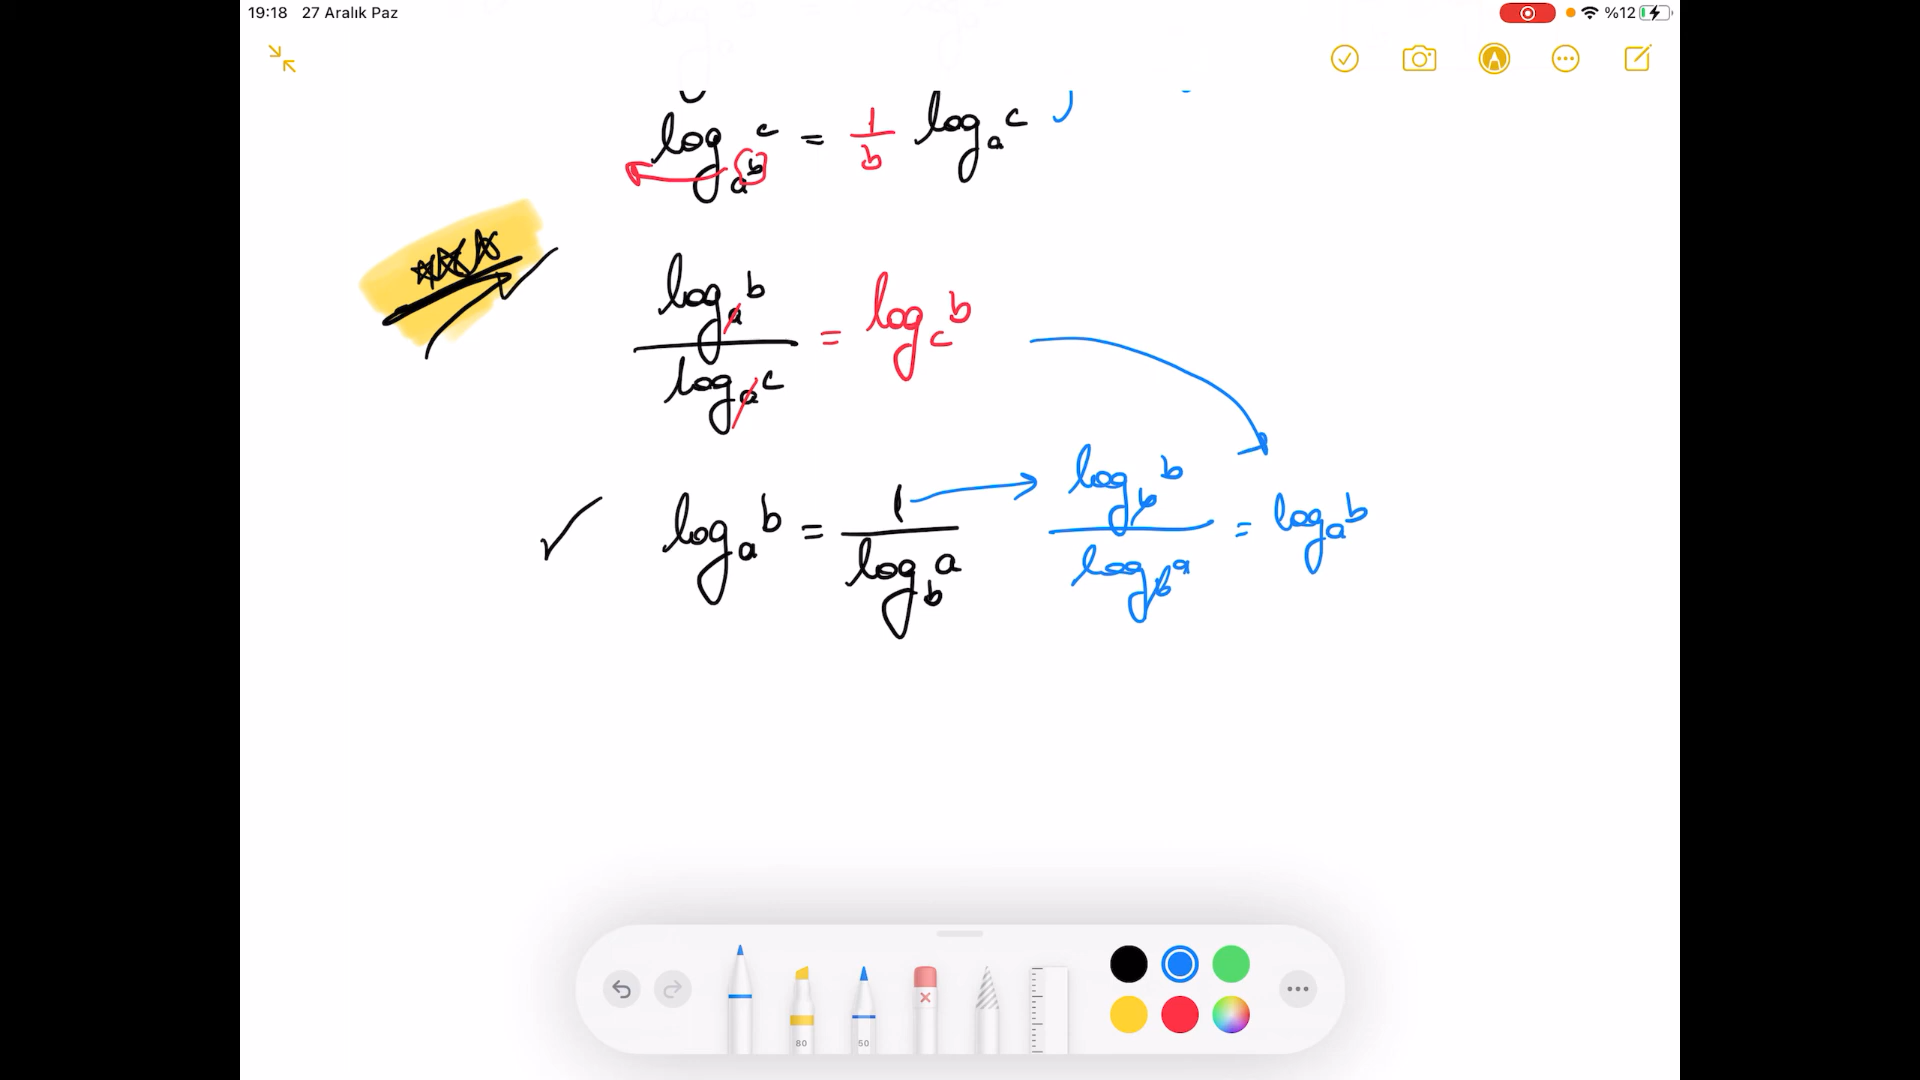 19:18 27 Aralık Paz %12
log_{a^b} c = 1/b log_a c
log_a b / log_a c = log_c b
log_a b = 1 / log_b a → log_b b / log_b a = log_a b
80 50